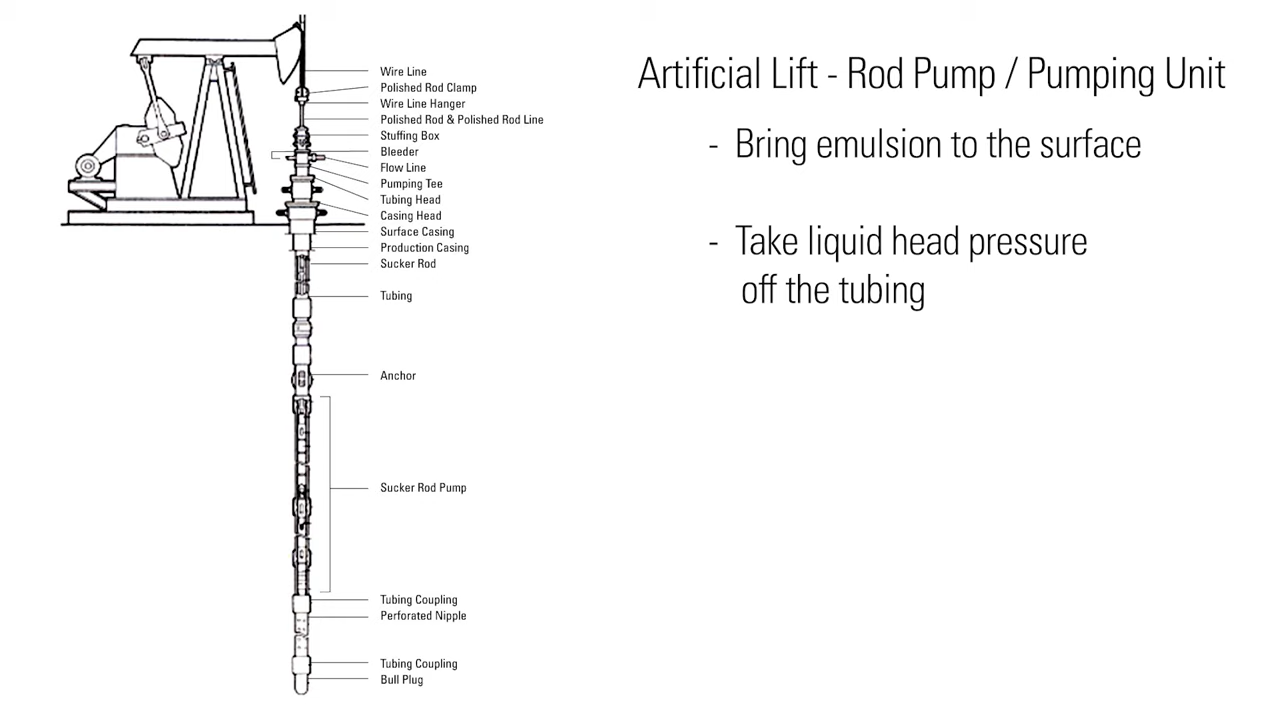 Wire Line
Polished Rod Clamp
Wire Line Hanger
Polished Rod & Polished Rod Line
Stuffing Box
Bleeder
Flow Line
Pumping Tee
Tubing Head
Casing Head
Surface Casing
Production Casing
Sucker Rod
Tubing
Anchor
Sucker Rod Pump
Tubing Coupling
Perforated Nipple
Tubing Coupling
Bull Plug
Artificial Lift - Rod Pump / Pumping Unit
- Bring emulsion to the surface
- Take liquid head pressure
off the tubing